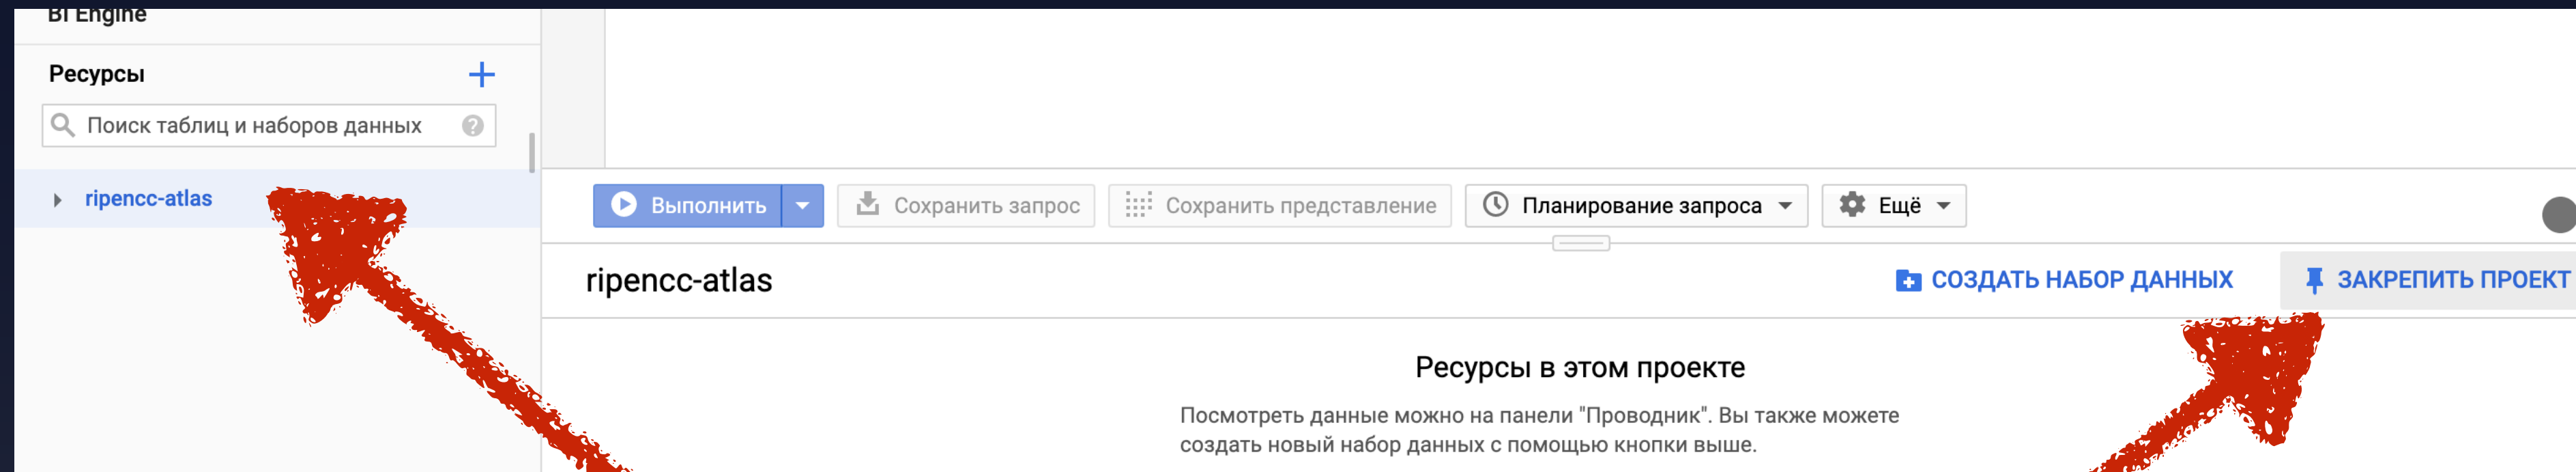 BI Engine
Ресурсы
Поиск таблиц и наборов данных
ripencc-atlas
Выполнить
Сохранить запрос
Сохранить представление
Планирование запроса
Ещё
ripencc-atlas
СОЗДАТЬ НАБОР ДАННЫХ
ЗАКРЕПИТЬ ПРОЕКТ
Ресурсы в этом проекте
Посмотреть данные можно на панели "Проводник". Вы также можете
создать новый набор данных с помощью кнопки выше.